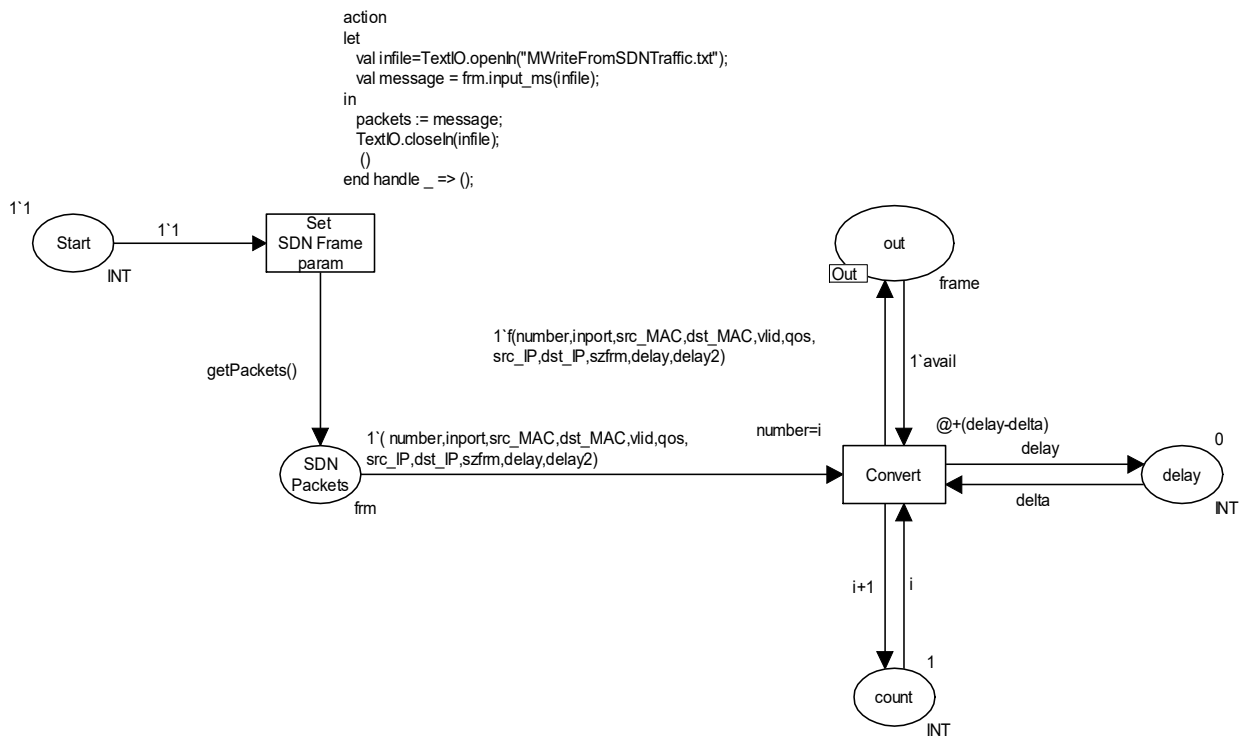 action
let
val infile=TextIO.openIn("MWriteFromSDNTraffic.txt");
val message = frm.input_ms(infile);
in
packets := message;
TextIO.closeIn(infile);
()
end handle _ => ();
1`1
Start
INT
1`1
Set
SDN Frame
param
out
Out
frame
getPackets()
1`f(number,inport,src_MAC,dst_MAC,vlid,qos,
src_IP,dst_IP,szfrm,delay,delay2)
1`avail
SDN
Packets
frm
1`( number,inport,src_MAC,dst_MAC,vlid,qos,
src_IP,dst_IP,szfrm,delay,delay2)
number=i
Convert
@+(delay-delta)
delay
delta
0
delay
INT
i+1
i
1
count
INT